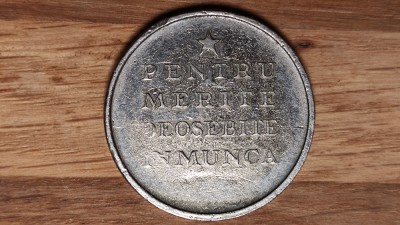 PENTRU
MERITE
DEOSEBITE
IN MUNCA